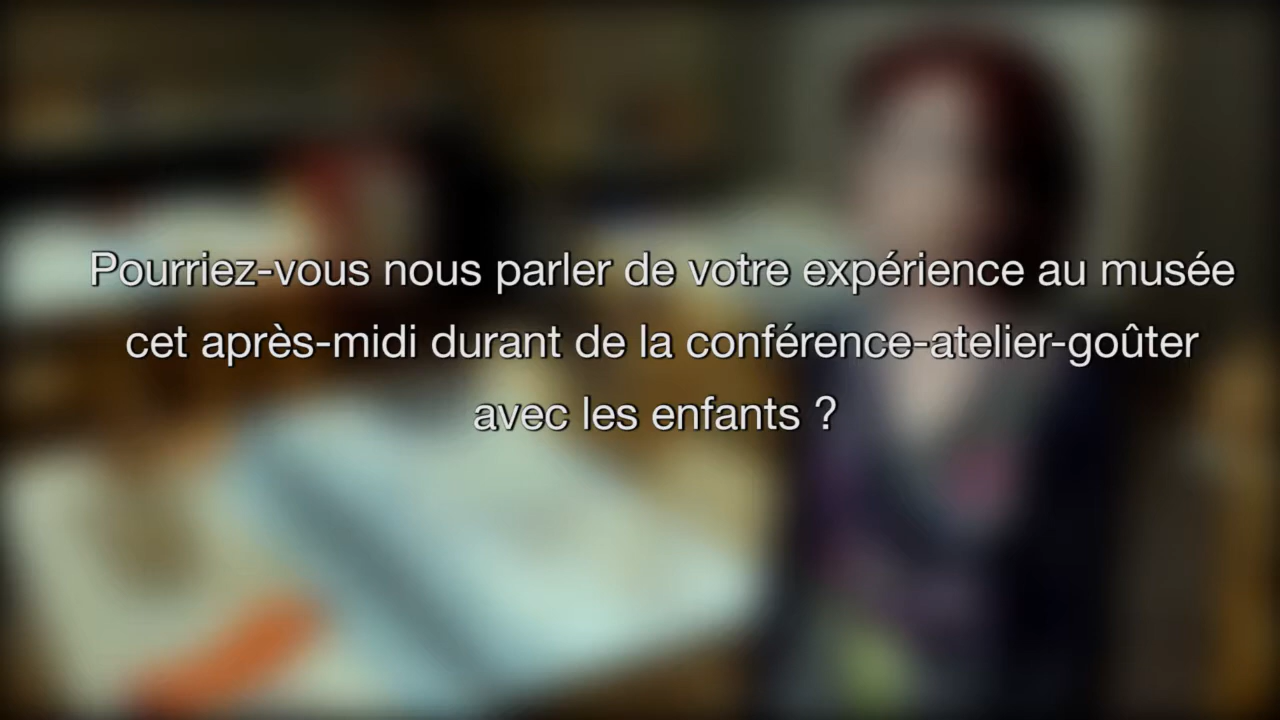 Pourriez-vous nous parler de votre expérience au musée
cet après-midi durant de la conférence-atelier-goûter
avec les enfants ?